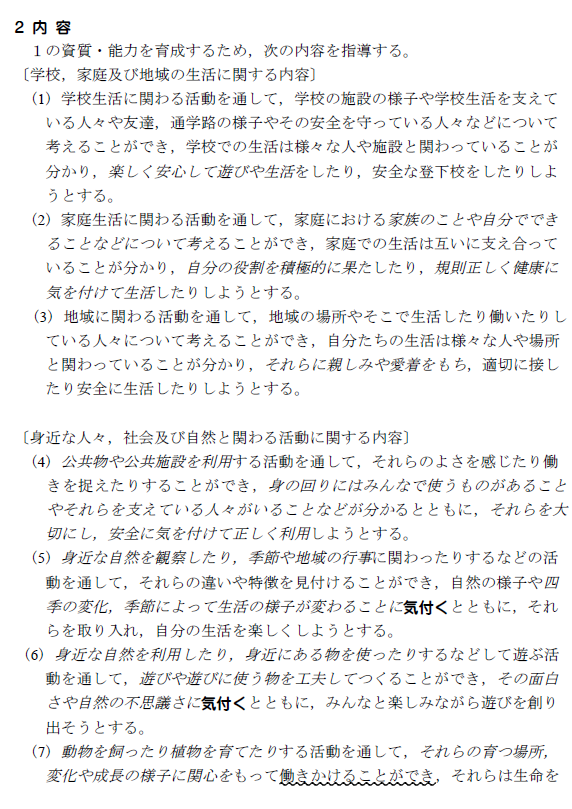 2 内 容
1の資質・能力を育成するため，次の内容を指導する。
〔学校，家庭及び地域の生活に関する内容〕
(1) 学校生活に関わる活動を通して，学校の施設の様子や学校生活を支えて
いる人々や友達，通学路の様子やその安全を守っている人々などについて
考えることができ，学校での生活は様々な人や施設と関わっていることが
分かり，楽しく安心して遊びや生活をしたり，安全な登下校をしたりしよ
うとする。
(2) 家庭生活に関わる活動を通して，家庭における家族のことや自分ででき
ることなどについて考えることができ，家庭での生活は互いに支え合って
いることが分かり，自分の役割を積極的に果たしたり，規則正しく健康に
気を付けて生活したりしようとする。
(3) 地域に関わる活動を通して，地域の場所やそこで生活したり働いたりし
ている人々について考えることができ，自分たちの生活は様々な人や場所
と関わっていることが分かり，それらに親しみや愛着をもち，適切に接し
たり安全に生活したりしようとする。
〔身近な人々，社会及び自然と関わる活動に関する内容〕
(4) 公共物や公共施設を利用する活動を通して，それらのよさを感じたり働
きを捉えたりすることができ，身の回りにはみんなで使うものがあること
やそれらを支えている人々がいることなどが分かるとともに，それらを大
切にし，安全に気を付けて正しく利用しようとする。
(5) 身近な自然を観察したり，季節や地域の行事に関わったりするなどの活
動を通して，それらの違いや特徴を見付けることができ，自然の様子や四
季の変化，季節によって生活の様子が変わることに気付くとともに，それ
らを取り入れ，自分の生活を楽しくしようとする。
(6) 身近な自然を利用したり，身近にある物を使ったりするなどして遊ぶ活
動を通して，遊びや遊びに使う物を工夫してつくることができ，その面白
さや自然の不思議さに気付くとともに，みんなと楽しみながら遊びを創り
出そうとする。
(7) 動物を飼ったり植物を育てたりする活動を通して，それらの育つ場所，
変化や成長の様子に関心をもって働きかけることができ，それらは生命を